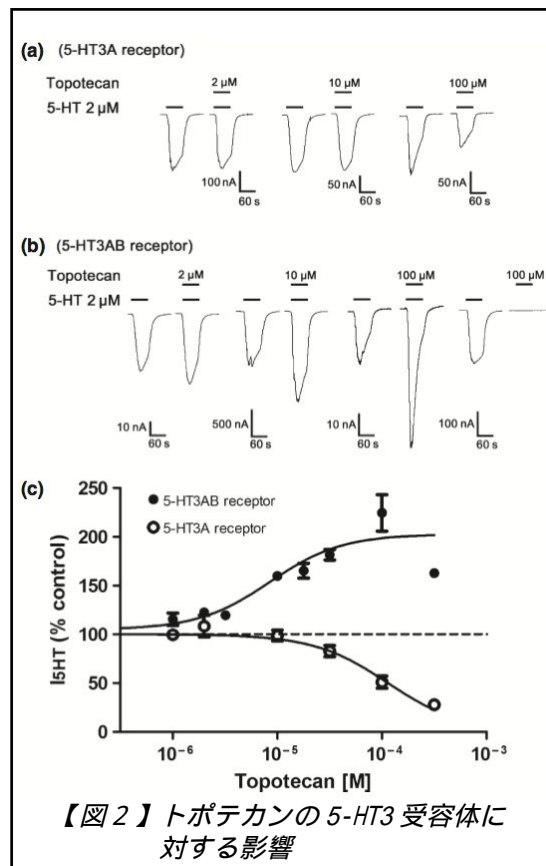 (a) (5-HT3A receptor)
Topotecan 2 μM 10 μM 100 μM
5-HT 2 μM
100 nA 50 nA 50 nA
60 s 60 s 60 s
(b) (5-HT3AB receptor)
Topotecan 2 μM 10 μM 100 μM 100 μM
5-HT 2 μM
10 nA 500 nA 10 nA 100 nA
60 s 60 s 60 s 60 s
(c)
250
200
150
100
50
0
I5HT (% control)
5-HT3AB receptor
5-HT3A receptor
10⁻⁶ 10⁻⁵ 10⁻⁴ 10⁻³
Topotecan [M]
【図2】トポテカンの5-HT3受容体に
対する影響